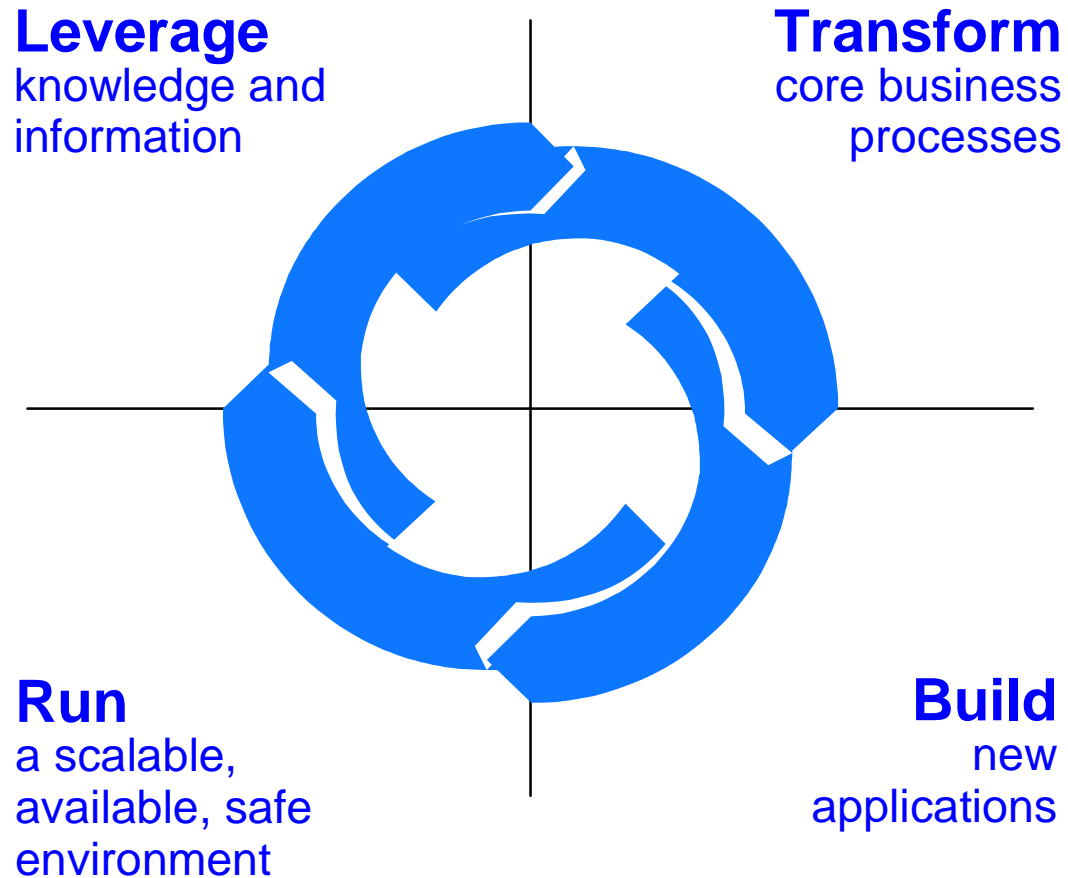 Leverage
knowledge and
information
Transform
core business
processes
Run
a scalable,
available, safe
environment
Build
new
applications